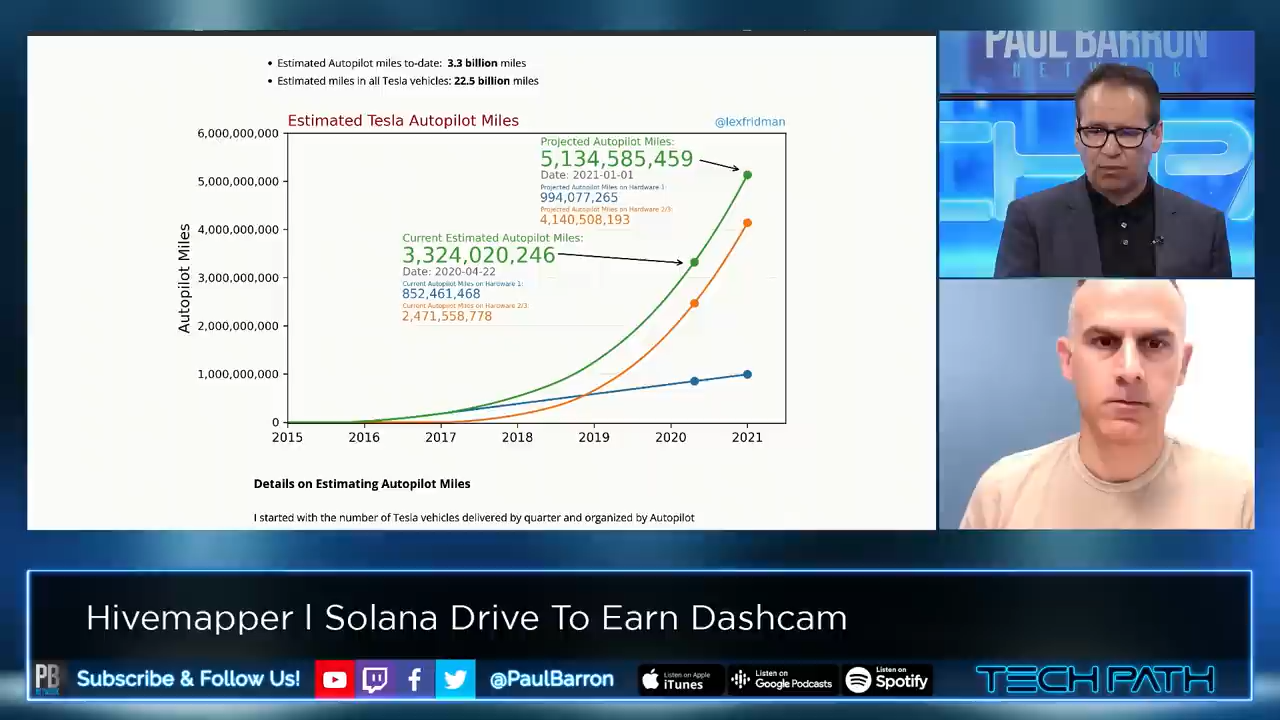 Estimated Autopilot miles to-date: 3.3 billion miles
Estimated miles in all Tesla vehicles: 22.5 billion miles
Estimated Tesla Autopilot Miles
@lexfridman
6,000,000,000
5,000,000,000
4,000,000,000
3,000,000,000
2,000,000,000
1,000,000,000
0
Autopilot Miles
Projected Autopilot Miles:
5,134,585,459
Date: 2021-01-01
Projected Autopilot Miles on Hardware 1:
994,077,265
Projected Autopilot Miles on Hardware 2/3:
4,140,508,193
Current Estimated Autopilot Miles:
3,324,020,246
Date: 2020-04-22
Current Autopilot Miles on Hardware 1:
852,461,468
Current Autopilot Miles on Hardware 2/3:
2,471,558,778
2015 2016 2017 2018 2019 2020 2021
Details on Estimating Autopilot Miles
I started with the number of Tesla vehicles delivered by quarter and organized by Autopilot
PAUL BARRON
NETWORK
Hivemapper | Solana Drive To Earn Dashcam
PB
NETWORK
Subscribe & Follow Us!
@PaulBarron
Listen on Apple
iTunes
Listen on
Google Podcasts
Listen on
Spotify
TECH PATH